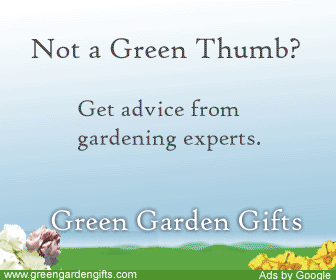 Not a Green Thumb?
Get advice from
gardening experts.
Green Garden Gifts
www.greengardengifts.com Ads by Google